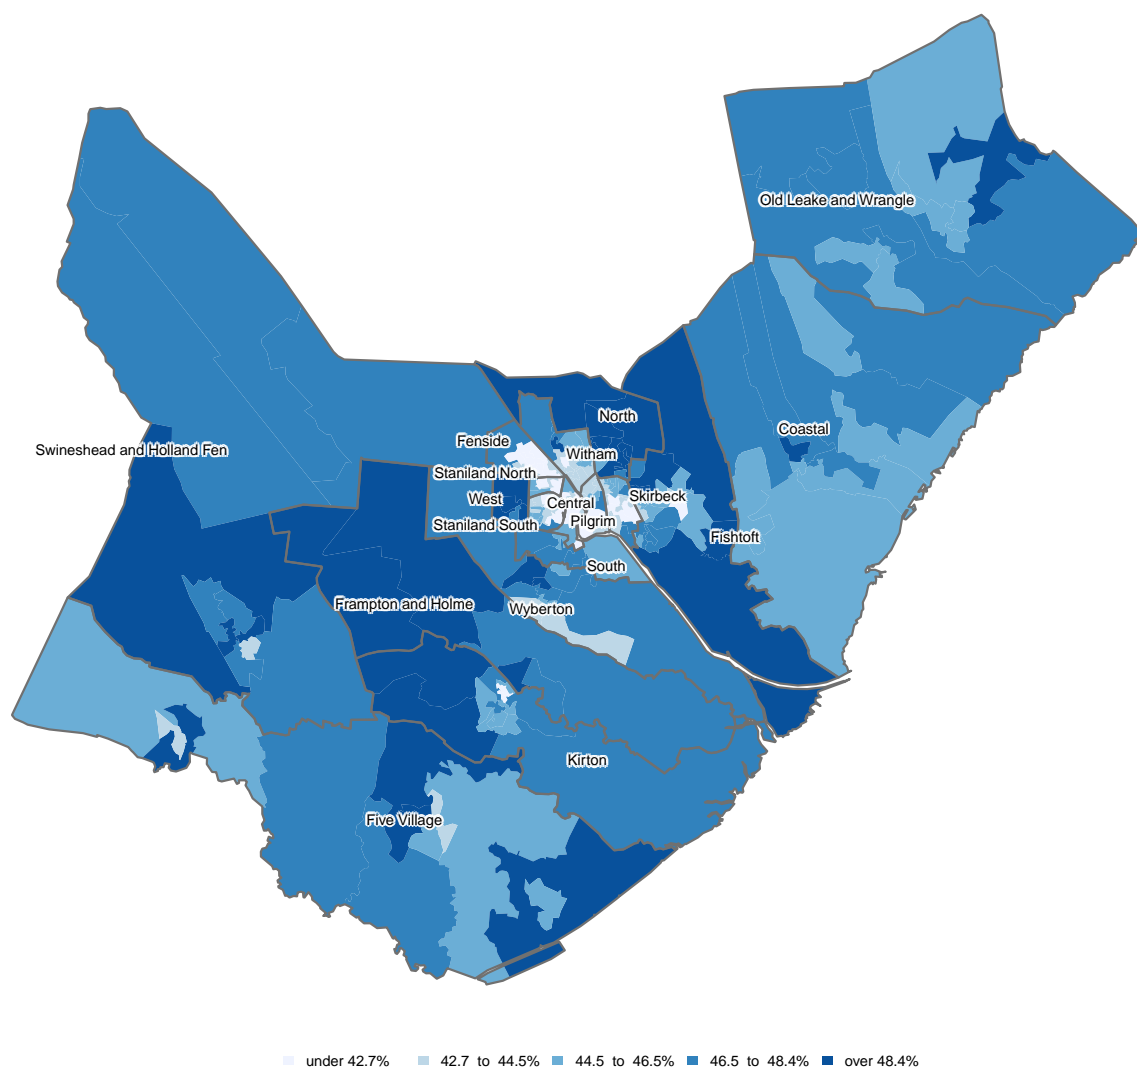 Old Leake and Wrangle
North
Coastal
Fenside
Swineshead and Holland Fen
Witham
Staniland North
West
Central
Skirbeck
Pilgrim
Staniland South
Fishtoft
South
Frampton and Holme
Wyberton
Kirton
Five Village
under 42.7% 42.7 to 44.5% 44.5 to 46.5% 46.5 to 48.4% over 48.4%